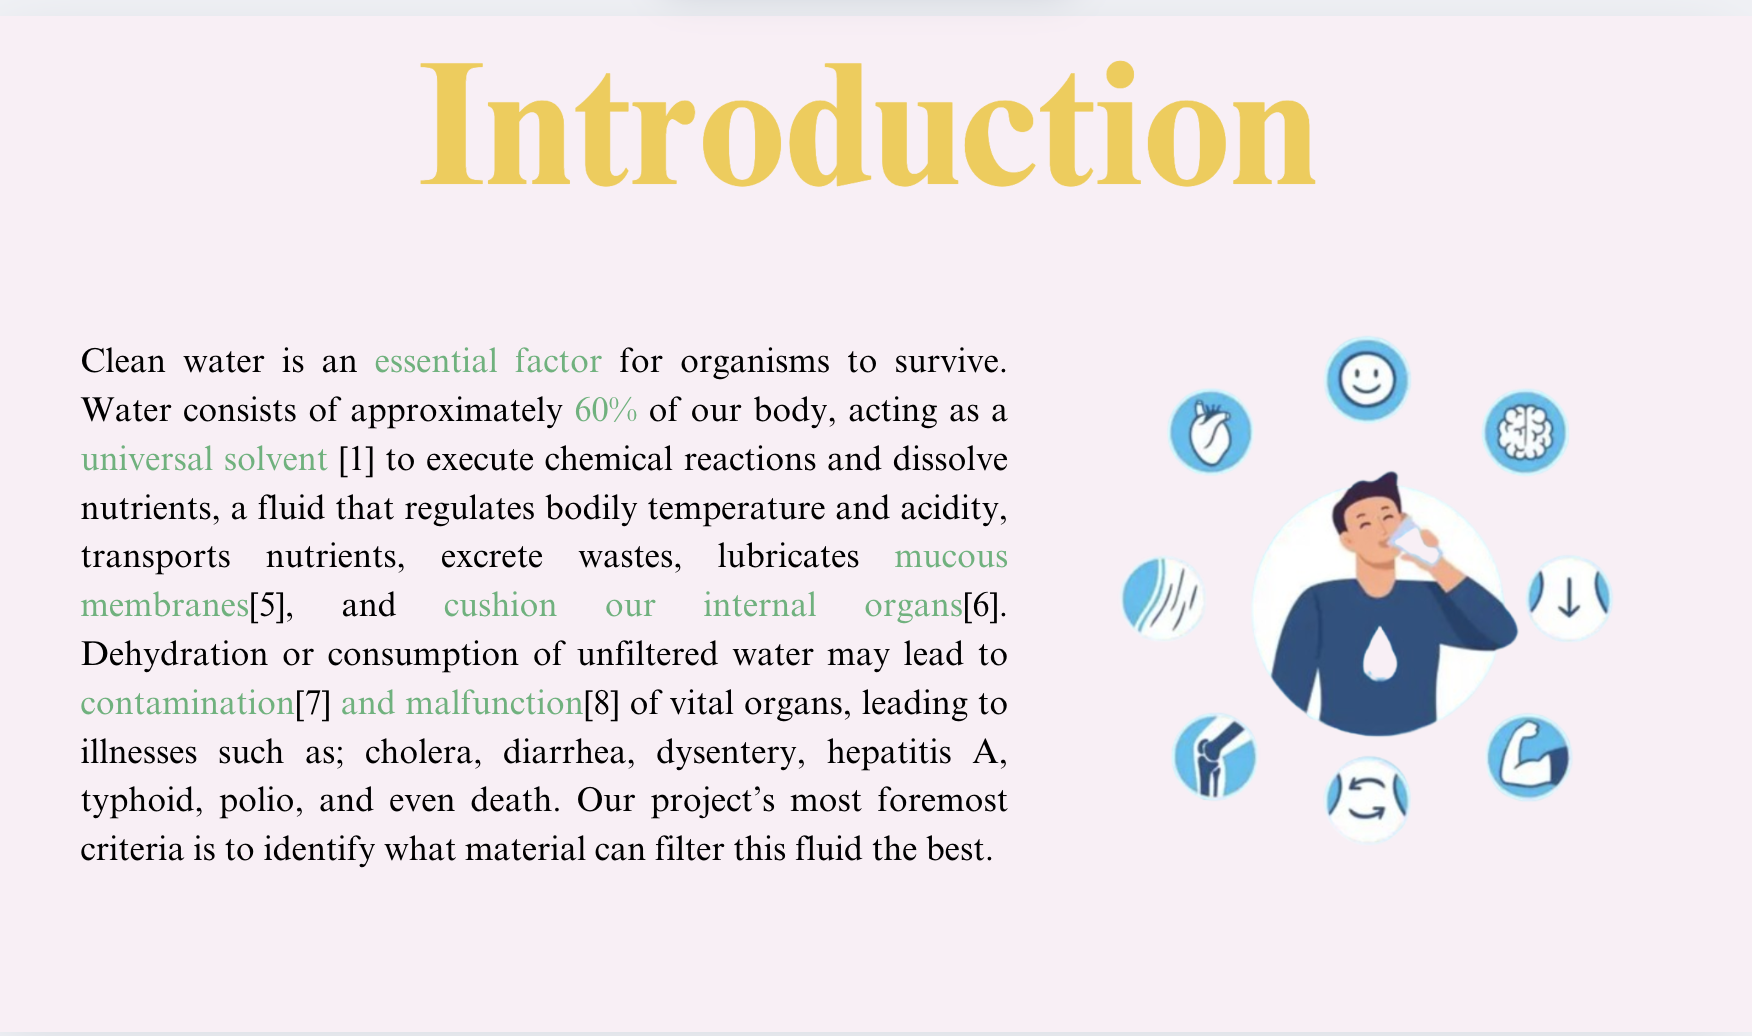 Introduction
Clean water is an essential factor for organisms to survive.
Water consists of approximately 60% of our body, acting as a
universal solvent [1] to execute chemical reactions and dissolve
nutrients, a fluid that regulates bodily temperature and acidity,
transports nutrients, excrete wastes, lubricates mucous
membranes[5], and cushion our internal organs[6].
Dehydration or consumption of unfiltered water may lead to
contamination[7] and malfunction[8] of vital organs, leading to
illnesses such as; cholera, diarrhea, dysentery, hepatitis A,
typhoid, polio, and even death. Our project’s most foremost
criteria is to identify what material can filter this fluid the best.